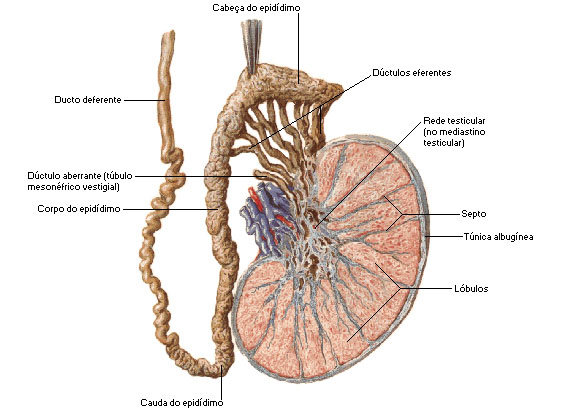 Cabeça do epidídimo
Dúctulos eferentes
Ducto deferente
Rede testicular
(no mediastino
testicular)
Dúctulo aberrante (túbulo
mesonéfrico vestigial)
Corpo do epidídimo
Septo
Túnica albugínea
Lóbulos
Cauda do epidídimo